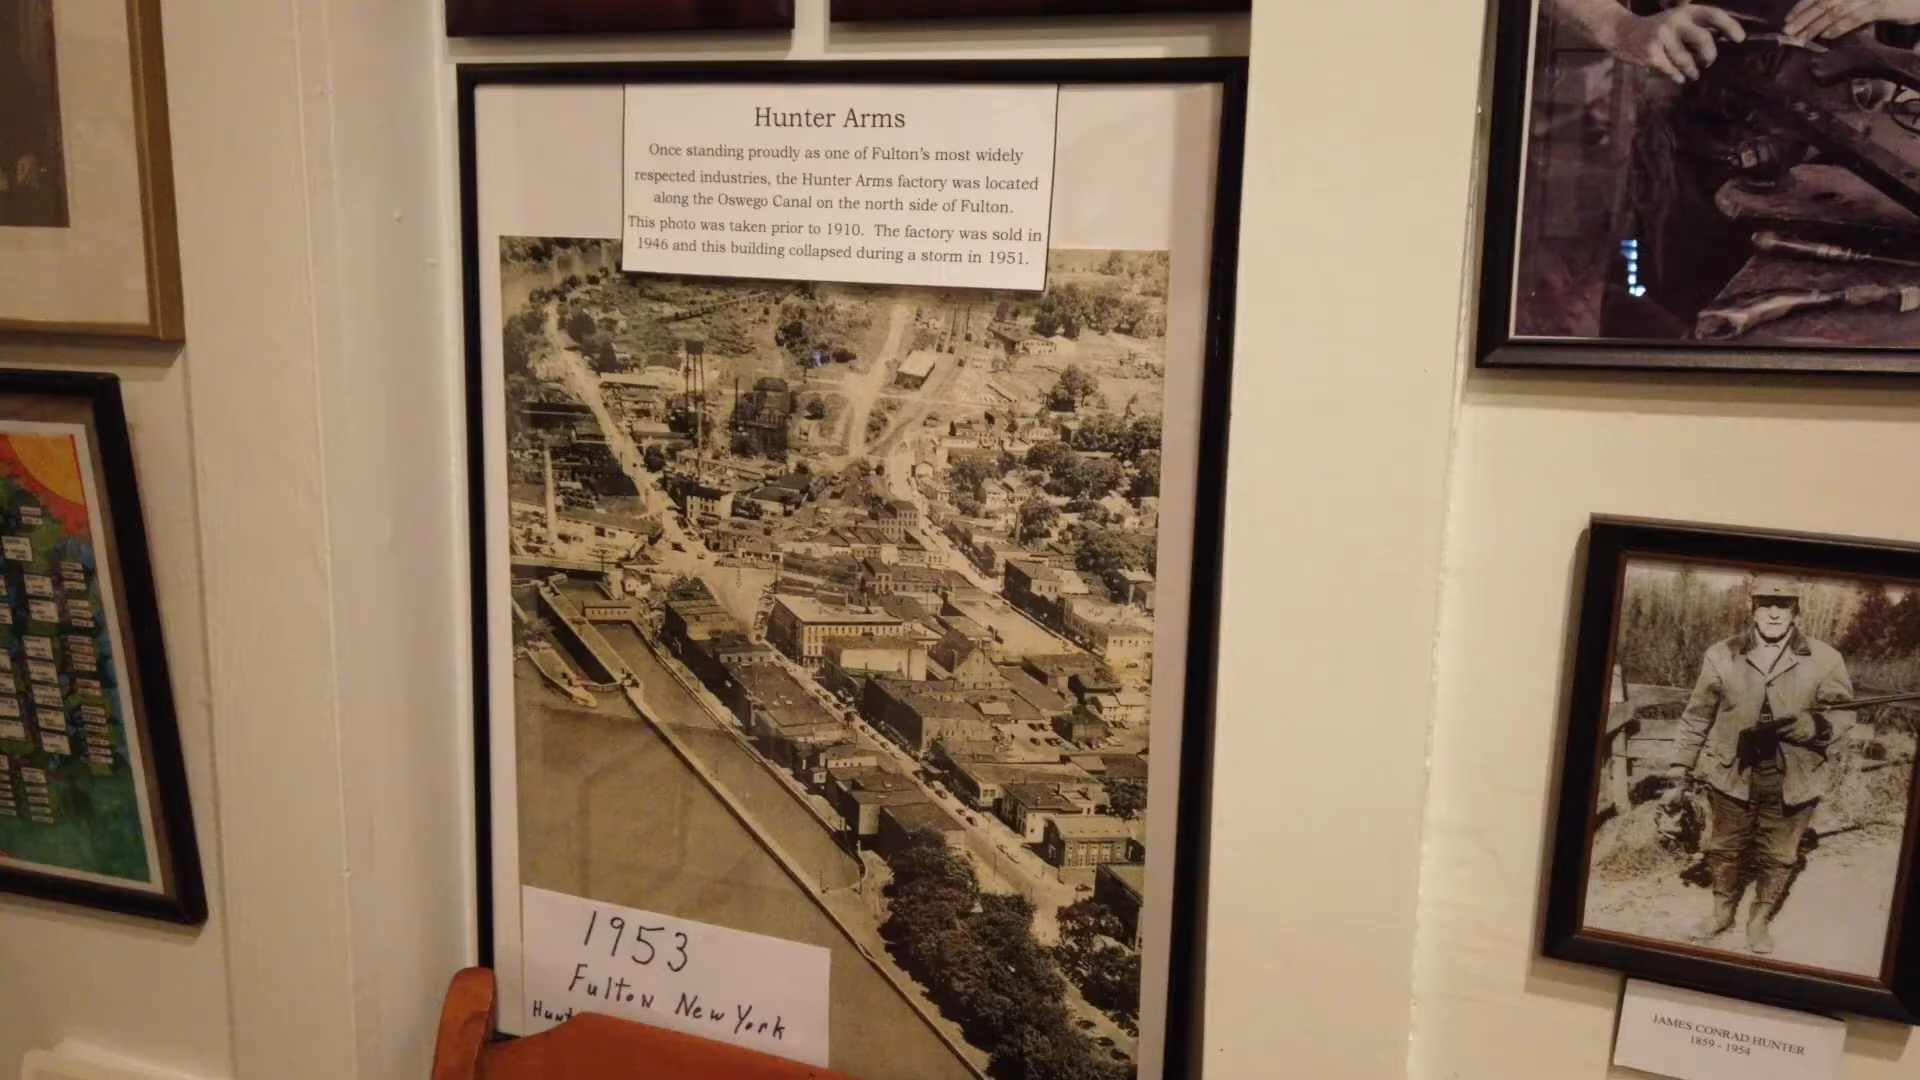 Hunter Arms
Once standing proudly as one of Fulton's most widely
respected industries, the Hunter Arms factory was located
along the Oswego Canal on the north side of Fulton.
This photo was taken prior to 1910. The factory was sold in
1946 and this building collapsed during a storm in 1951.
1953
Fulton New York
Hunt
JAMES CONRAD HUNTER
1859 - 1954